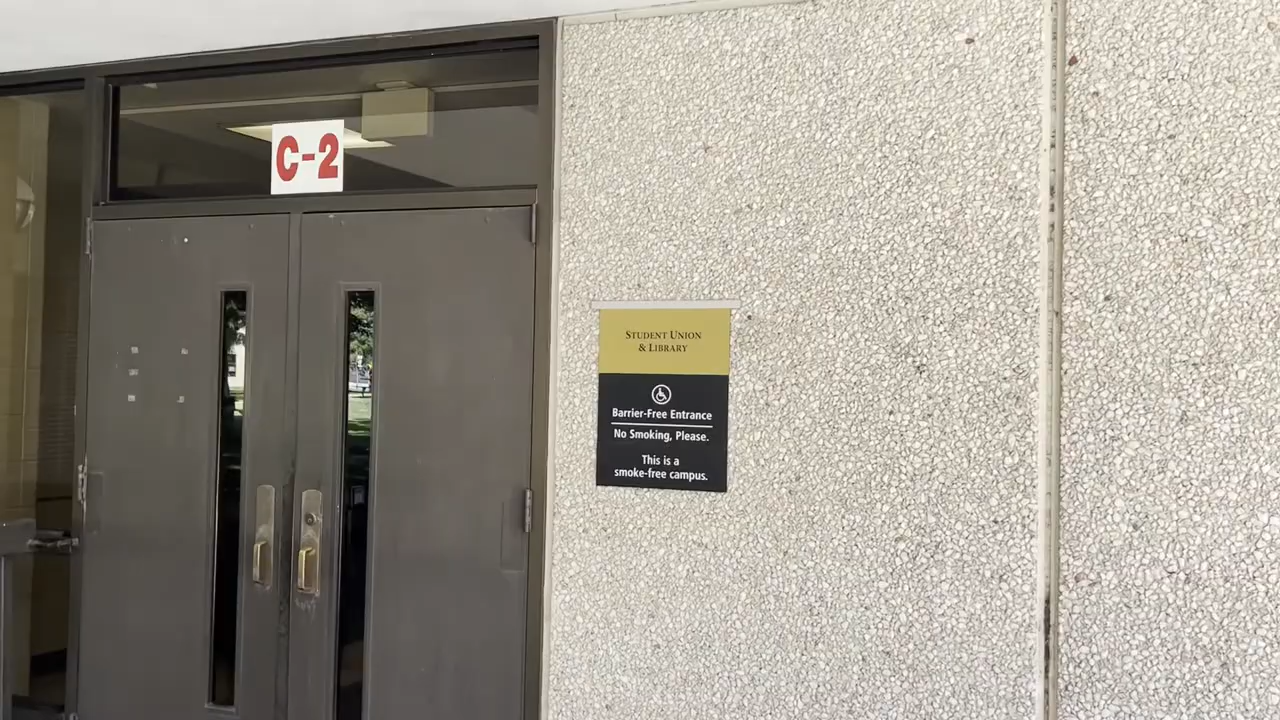 C-2
STUDENT UNION
& LIBRARY
Barrier-Free Entrance
No Smoking, Please.
This is a
smoke-free campus.